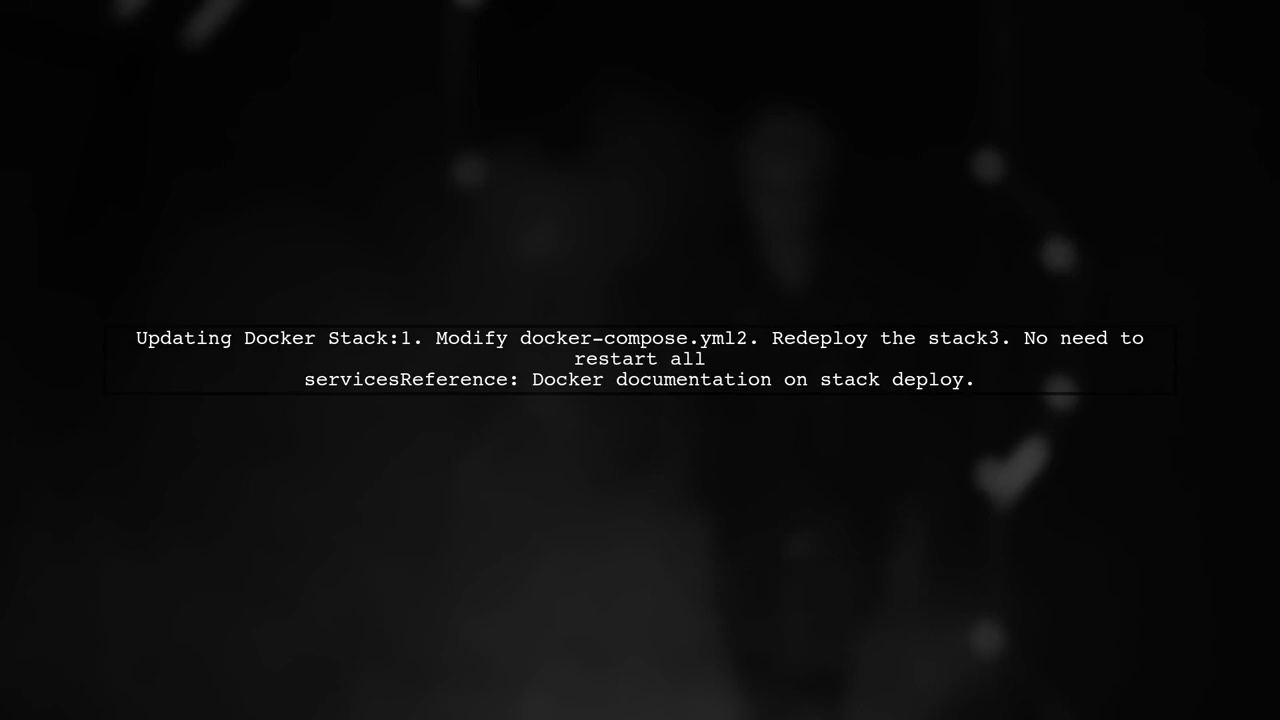 Updating Docker Stack:1. Modify docker-compose.yml2. Redeploy the stack3. No need to
restart all
servicesReference: Docker documentation on stack deploy.